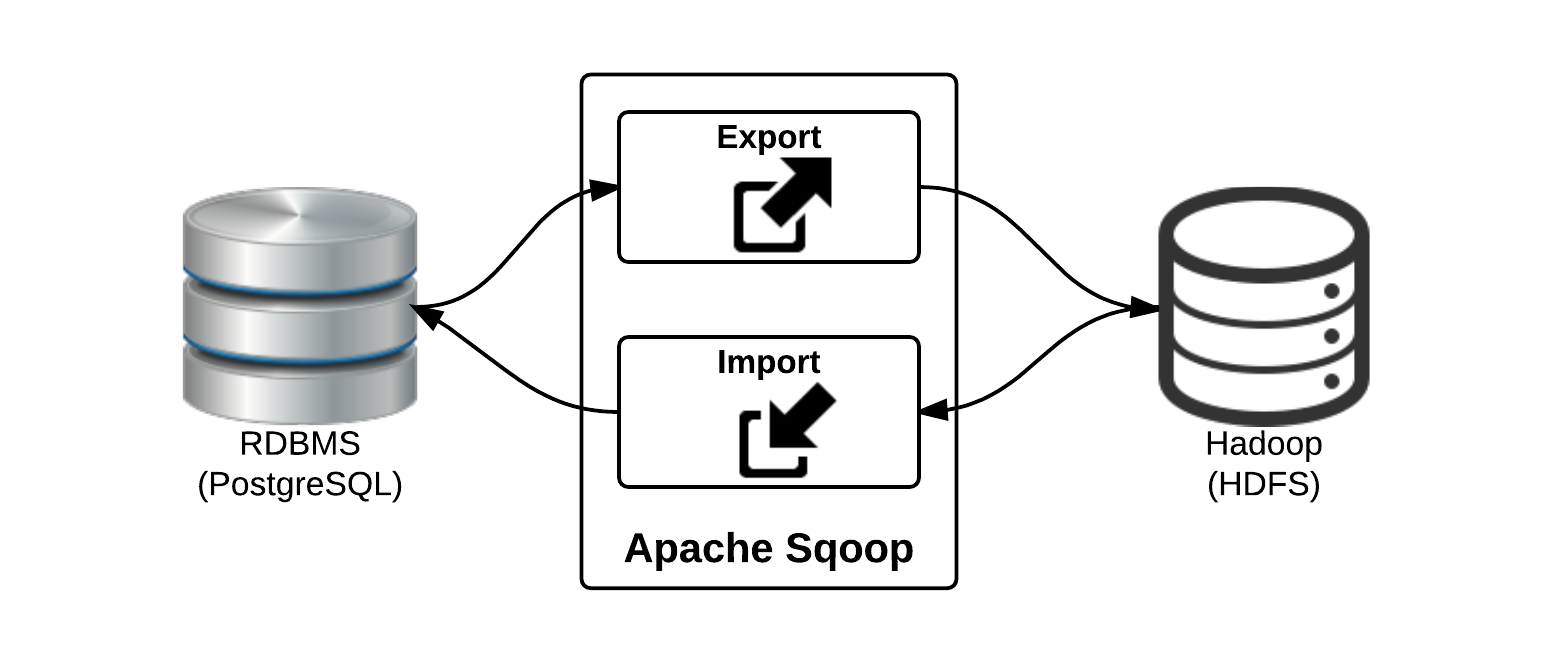 Export
Import
RDBMS
(PostgreSQL)
Hadoop
(HDFS)
Apache Sqoop